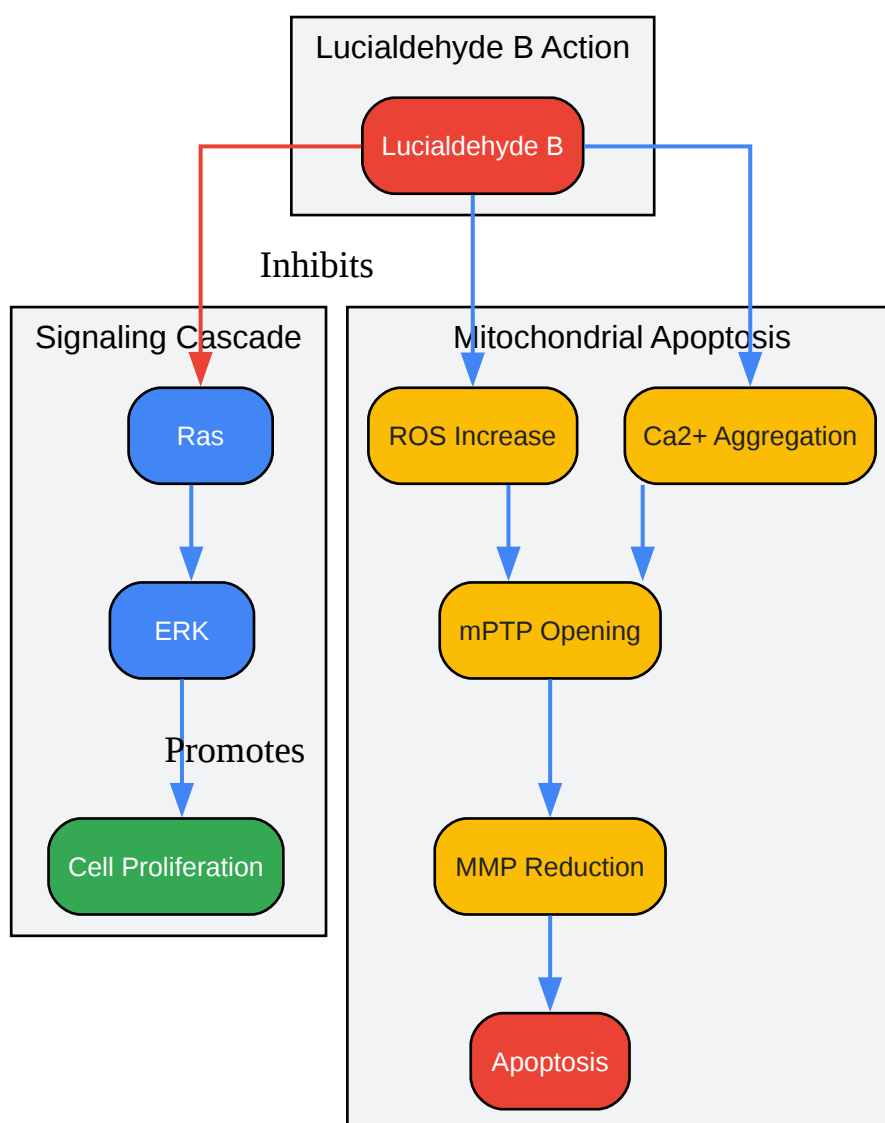 Lucialdehyde B Action
Lucialdehyde B
Inhibits
Signaling Cascade
Mitochondrial Apoptosis
Ras
ROS Increase
Ca2+ Aggregation
ERK
mPTP Opening
Promotes
Cell Proliferation
MMP Reduction
Apoptosis